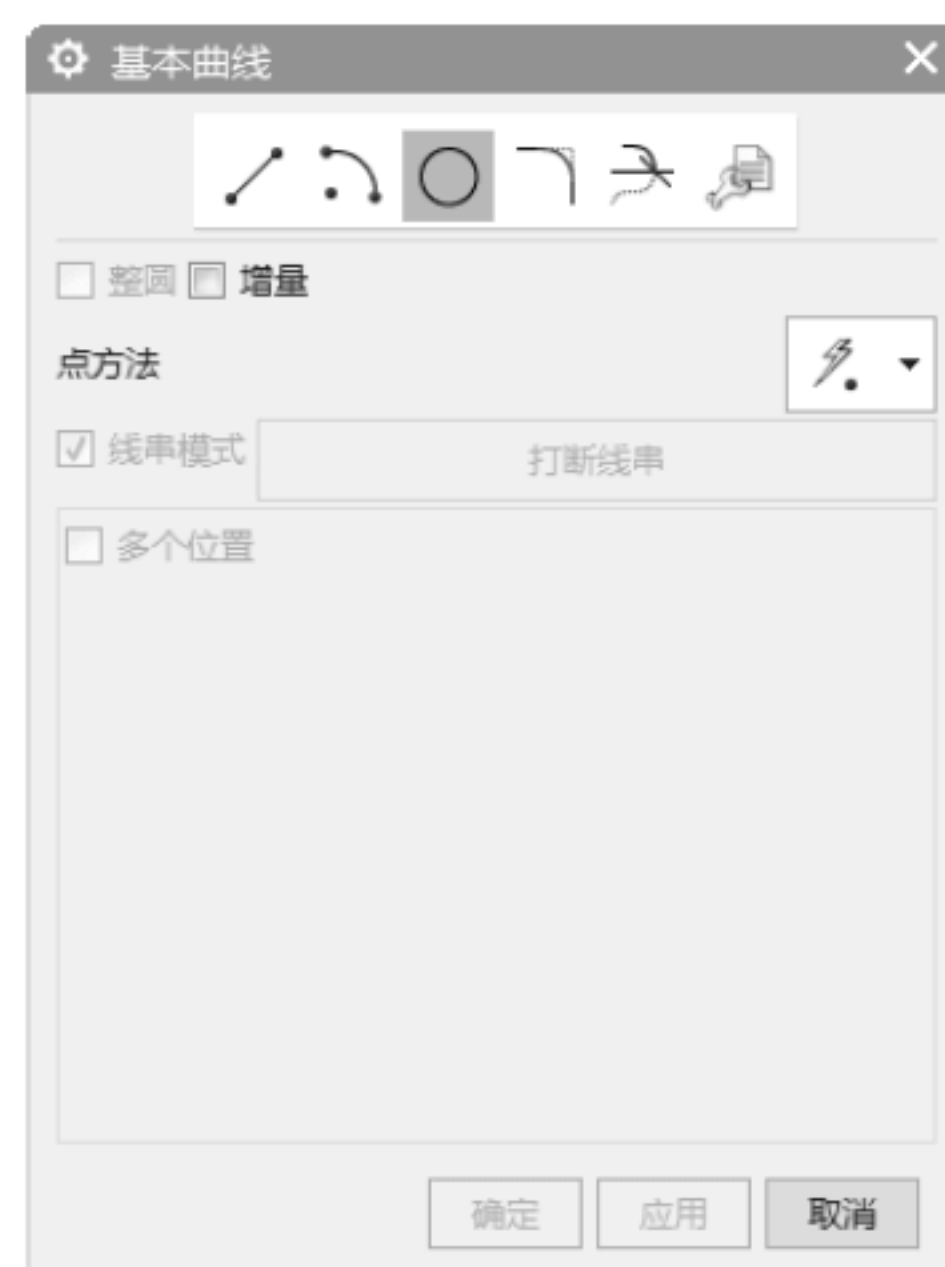 基本曲线
整圆 增量
点方法
线串模式 打断线串
多个位置
确定 应用 取消